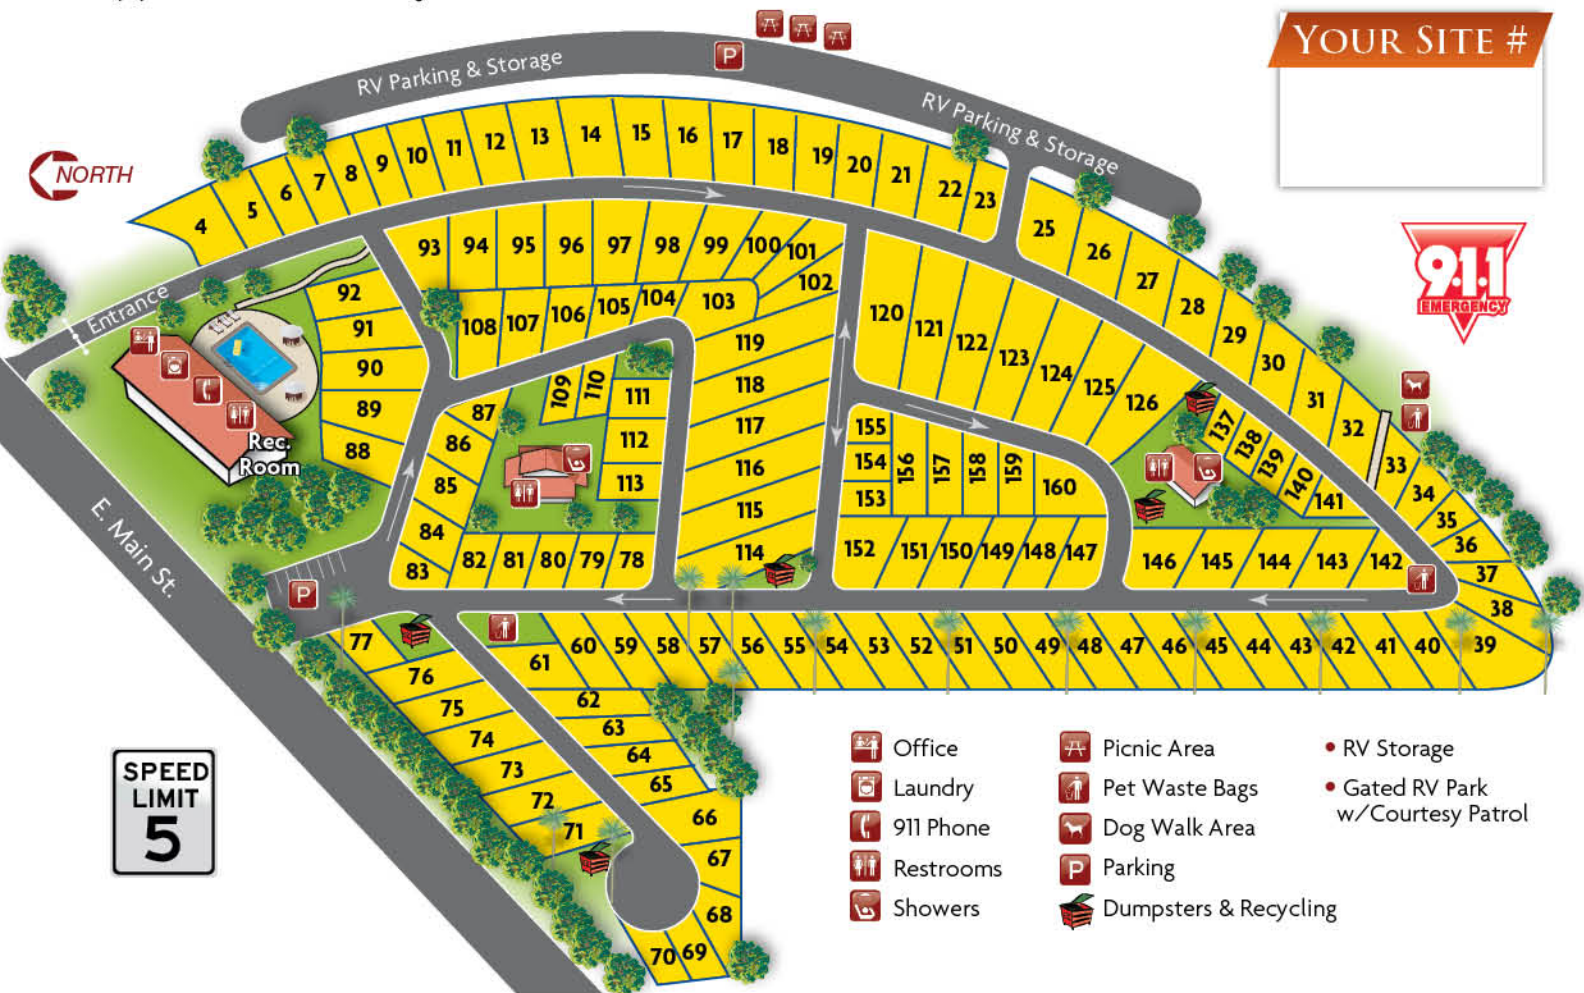 YOUR SITE #
RV Parking & Storage
P
RV Parking & Storage
NORTH
911
EMERGENCY
4 5 6 7 8 9 10 11 12 13 14 15 16 17 18 19 20 21 22 23
25 26 27 28 29 30 31 32 33 34 35 36 37 38 39
Entrance
93 94 95 96 97 98 99 100 101 102
92 91 90 89 88
108 107 106 105 104 103
119 118 117 116 115 114
120 121 122 123 124 125 126
109 110 111 112 113
87 86 85 84 83
82 81 80 79 78
155 154 153 156 157 158 159 160
152 151 150 149 148 147
137 138 139 140 141
146 145 144 143 142
Rec.
Room
E. Main St.
P
77 76 75 74 73 72 71
60 59 58 57 56 55 54 53 52 51 50 49 48 47 46 45 44 43 42 41 40
61 62 63 64 65 66 67 68 69 70
SPEED
LIMIT
5
Office
Laundry
911 Phone
Restrooms
Showers
Picnic Area
Pet Waste Bags
Dog Walk Area
P Parking
Dumpsters & Recycling
• RV Storage
• Gated RV Park
w/Courtesy Patrol